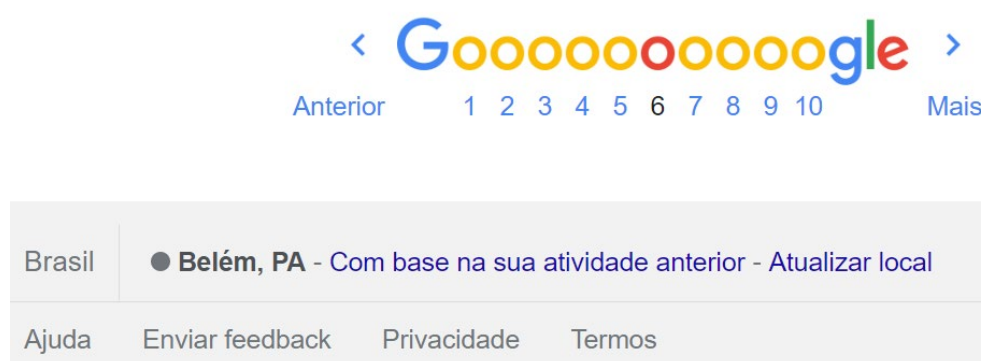 < Goooooooooogle >
Anterior 1 2 3 4 5 6 7 8 9 10 Mais
Brasil ● Belém, PA - Com base na sua atividade anterior - Atualizar local
Ajuda Enviar feedback Privacidade Termos